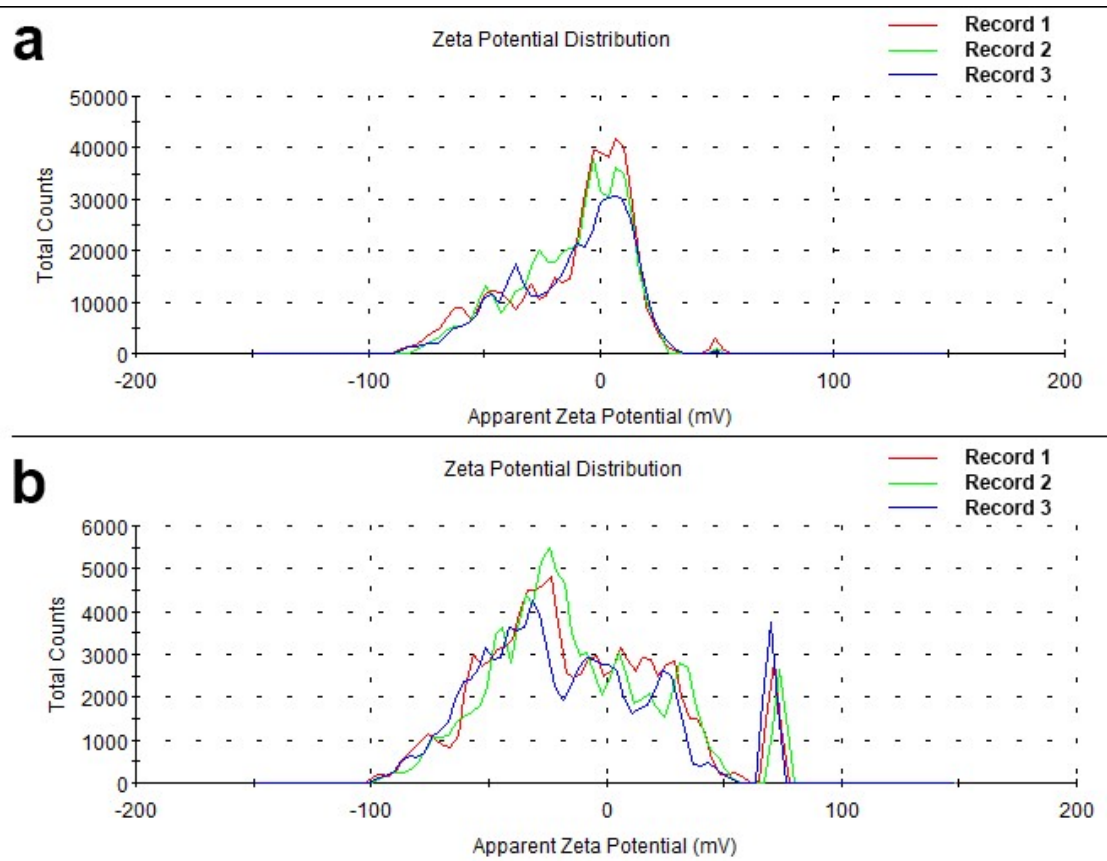 a
Zeta Potential Distribution
Record 1
Record 2
Record 3
50000
40000
30000
20000
10000
0
Total Counts
-200 -100 0 100 200
Apparent Zeta Potential (mV)
b
Zeta Potential Distribution
Record 1
Record 2
Record 3
6000
5000
4000
3000
2000
1000
0
Total Counts
-200 -100 0 100 200
Apparent Zeta Potential (mV)